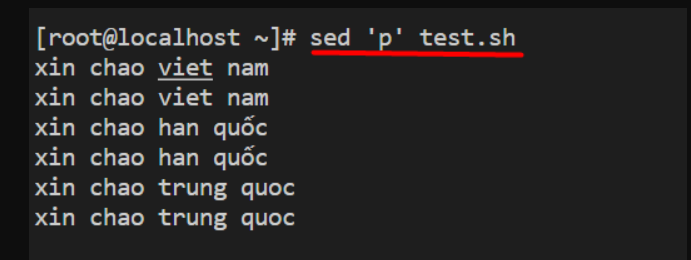 [root@localhost ~]# sed 'p' test.sh
xin chao viet nam
xin chao viet nam
xin chao han quốc
xin chao han quốc
xin chao trung quoc
xin chao trung quoc